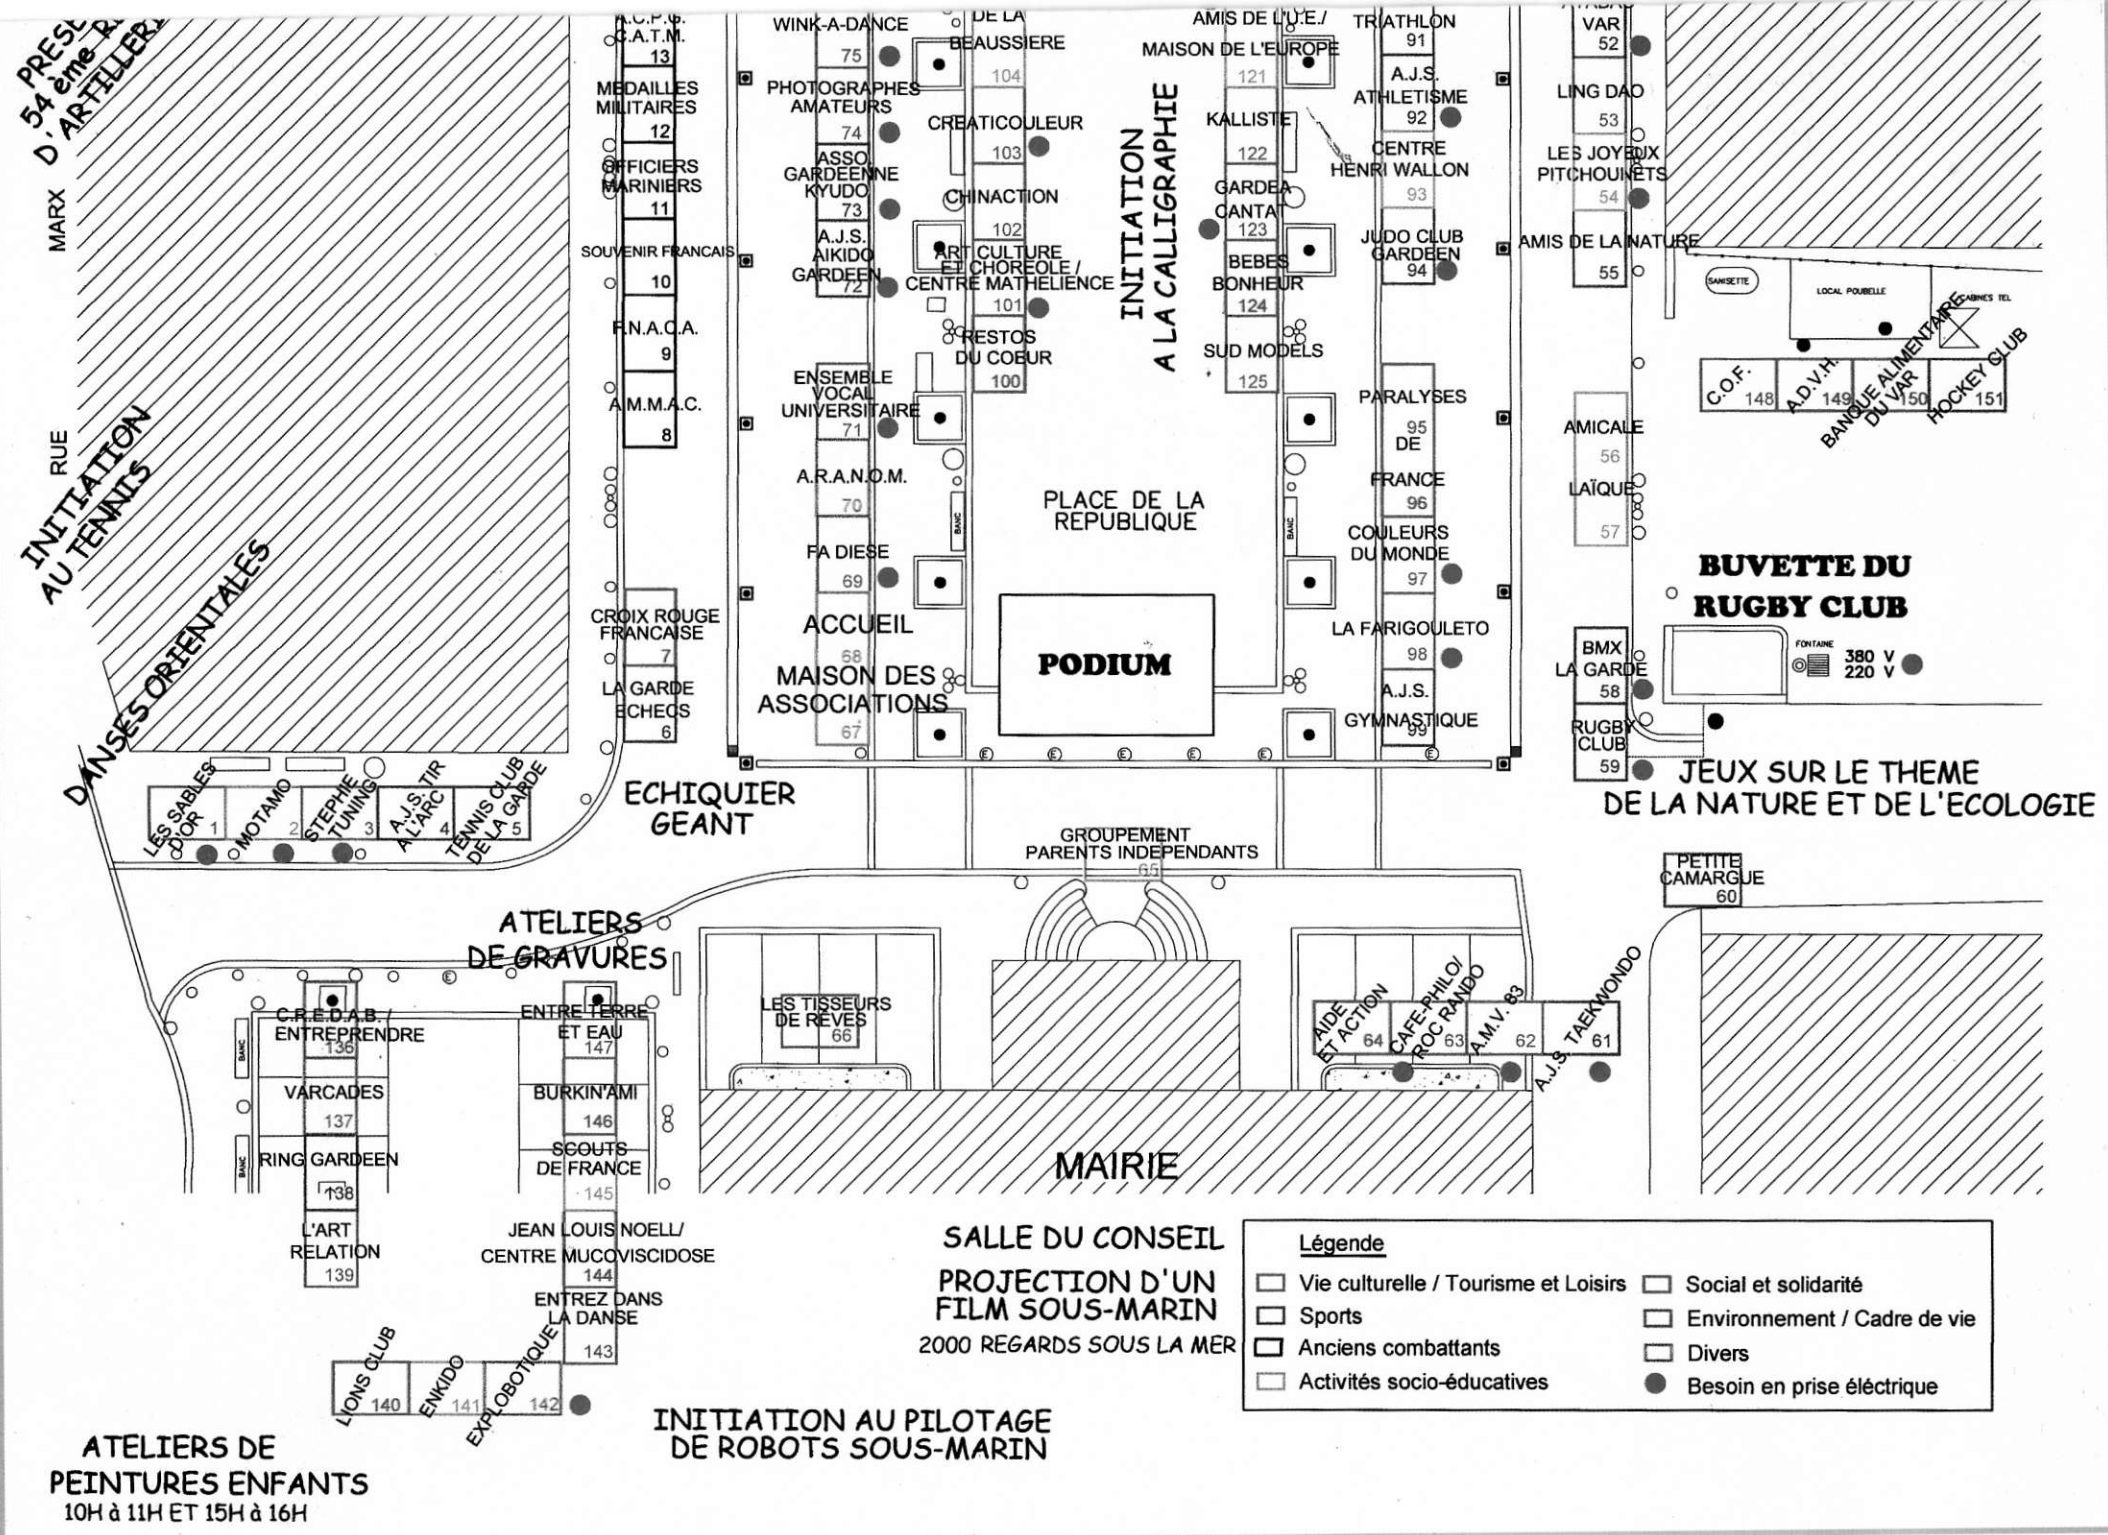 54 ème
D'ARTILLERI
RUE MARX
INITIATION
AU TENNIS
DANSES ORIENTALES
C.A.T.M.
13
MEDAILLES
MILITAIRES
12
OFFICIERS
MARINIERS
11
SOUVENIR FRANCAIS
10
F.N.A.C.A.
9
A.M.M.A.C.
8
CROIX ROUGE
FRANCAISE
7
LA GARDE
ECHECS
6
LES SABLES
D'OR
1
MOTAMO
2
STEPHIE
TUNING
3
A.J.S. TIR
A L'ARC
4
TENNIS CLUB
DE LA GARDE
5
WINK-A-DANCE
75
PHOTOGRAPHES
AMATEURS
74
ASSO.
GARDEENNE
KYUDO
73
A.J.S.
AIKIDO
GARDEEN
72
ENSEMBLE
VOCAL
UNIVERSITAIRE
71
A.R.A.N.O.M.
70
FA DIESE
69
ACCUEIL
68
MAISON DES
ASSOCIATIONS
67
ECHIQUIER
GEANT
DE LA
BEAUSSIERE
104
CREATICOULEUR
103
CHINACTION
102
ART CULTURE
ET CHOREOLE /
CENTRE MATHELIENCE
101
RESTOS
DU COEUR
100
INITIATION
A LA CALLIGRAPHIE
AMIS DE L'U.E./
MAISON DE L'EUROPE
121
KALLISTE
122
GARDEA
CANTAT
123
BEBES
BONHEUR
124
SUD MODELS
125
BANC
PLACE DE LA
REPUBLIQUE
BANC
PODIUM
TRIATHLON
91
A.J.S.
ATHLETISME
92
CENTRE
HENRI WALLON
93
JUDO CLUB
GARDEEN
94
PARALYSES
95
DE
FRANCE
96
COULEURS
DU MONDE
97
LA FARIGOULETO
98
A.J.S.
GYMNASTIQUE
99
E
E
E
E
E
E
VAR
52
LING DAO
53
LES JOYEUX
PITCHOUNETS
54
AMIS DE LA NATURE
55
AMICALE
56
LAÏQUE
57
BMX
LA GARDE
58
RUGBY
CLUB
59
SANISETTE
LOCAL POUBELLE
CABINES TEL
C.O.F.
148
A.D.V.H.
149
BANQUE ALIMENTAIRE
DU VAR
150
HOCKEY CLUB
151
BUVETTE DU
RUGBY CLUB
FONTAINE
380 V
220 V
JEUX SUR LE THEME
DE LA NATURE ET DE L'ECOLOGIE
PETITE
CAMARGUE
60
GROUPEMENT
PARENTS INDEPENDANTS
65
ATELIERS
DE GRAVURES
E
C.R.E.D.A.B. /
ENTREPRENDRE
136
BANC
VARCADES
137
BANC
RING GARDEEN
138
L'ART
RELATION
139
ENTRE TERRE
ET EAU
147
BURKIN'AMI
146
SCOUTS
DE FRANCE
145
JEAN LOUIS NOELL/
CENTRE MUCOVISCIDOSE
144
ENTREZ DANS
LA DANSE
143
LIONS CLUB
140
ENKIDO
141
EXPLOBOTIQUE
142
LES TISSEURS
DE RÊVES
66
AIDE
ET ACTION
64
CAFE-PHILO/
ROC RANDO
63
A.M.V. 83
62
A.J.S. TAEKWONDO
61
MAIRIE
SALLE DU CONSEIL
PROJECTION D'UN
FILM SOUS-MARIN
2000 REGARDS SOUS LA MER
INITIATION AU PILOTAGE
DE ROBOTS SOUS-MARIN
ATELIERS DE
PEINTURES ENFANTS
10H à 11H ET 15H à 16H
Légende
Vie culturelle / Tourisme et Loisirs
Sports
Anciens combattants
Activités socio-éducatives
Social et solidarité
Environnement / Cadre de vie
Divers
Besoin en prise éléctrique